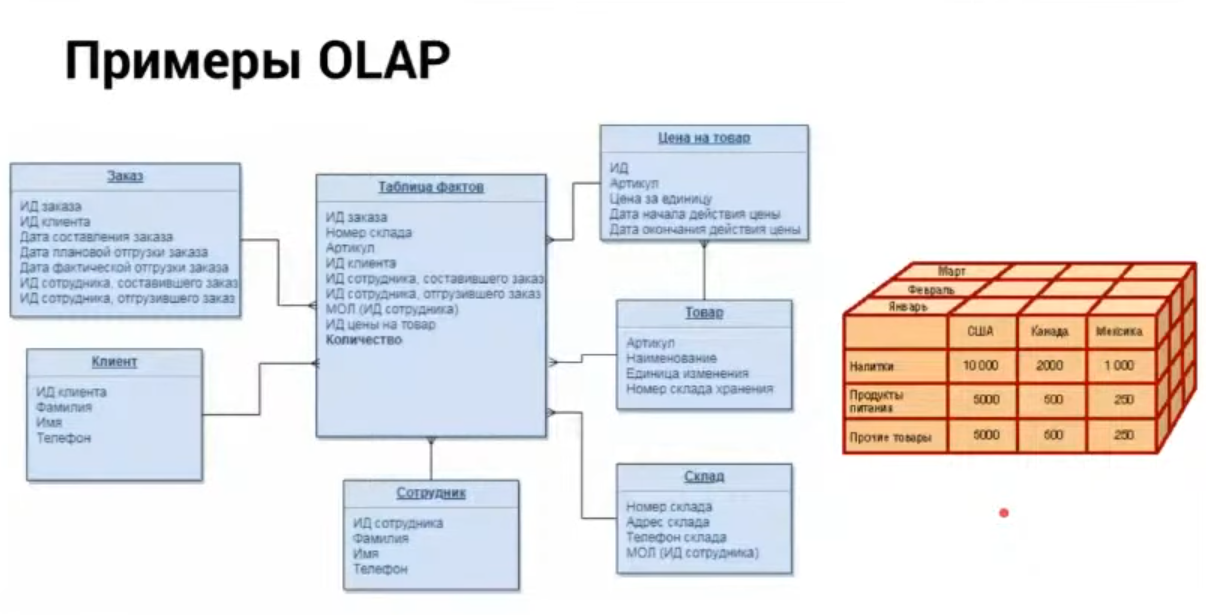 Примеры OLAP
Заказ
ИД заказа
ИД клиента
Дата составления заказа
Дата плановой отгрузки заказа
Дата фактической отгрузки заказа
ИД сотрудника, составившего заказ
ИД сотрудника, отгрузившего заказ
Клиент
ИД клиента
Фамилия
Имя
Телефон
Таблица фактов
ИД заказа
Номер склада
Артикул
ИД клиента
ИД сотрудника, составившего заказ
ИД сотрудника, отгрузившего заказ
МОЛ (ИД сотрудника)
ИД цены на товар
Количество
Сотрудник
ИД сотрудника
Фамилия
Имя
Телефон
Цена на товар
ИД
Артикул
Цена за единицу
Дата начала действия цены
Дата окончания действия цены
Товар
Артикул
Наименование
Единица изменения
Номер склада хранения
Склад
Номер склада
Адрес склада
Телефон склада
МОЛ (ИД сотрудника)
Март
Февраль
Январь
США Канада Мексика
Напитки 10 000 2000 1 000
Продукты
питания 5000 500 250
Прочие товары 5000 500 250